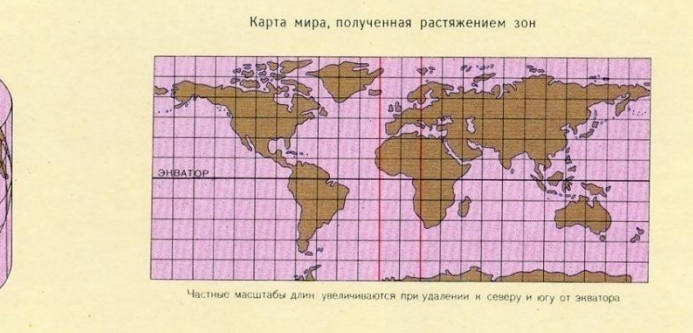 Карта мира, полученная растяжением зон
ЭКВАТОР
Частные масштабы длин увеличиваются при удалении к северу и югу от экватора